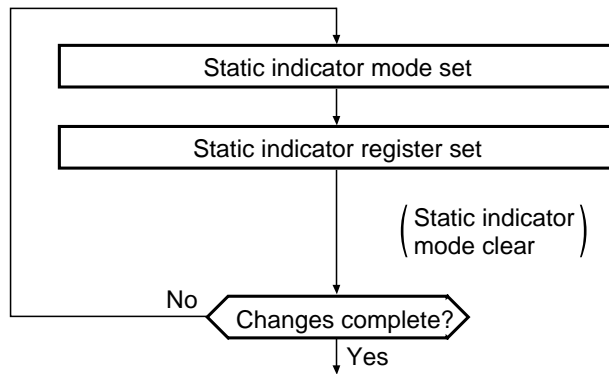 Static indicator mode set
Static indicator register set
(Static indicator
mode clear)
No
Changes complete?
Yes